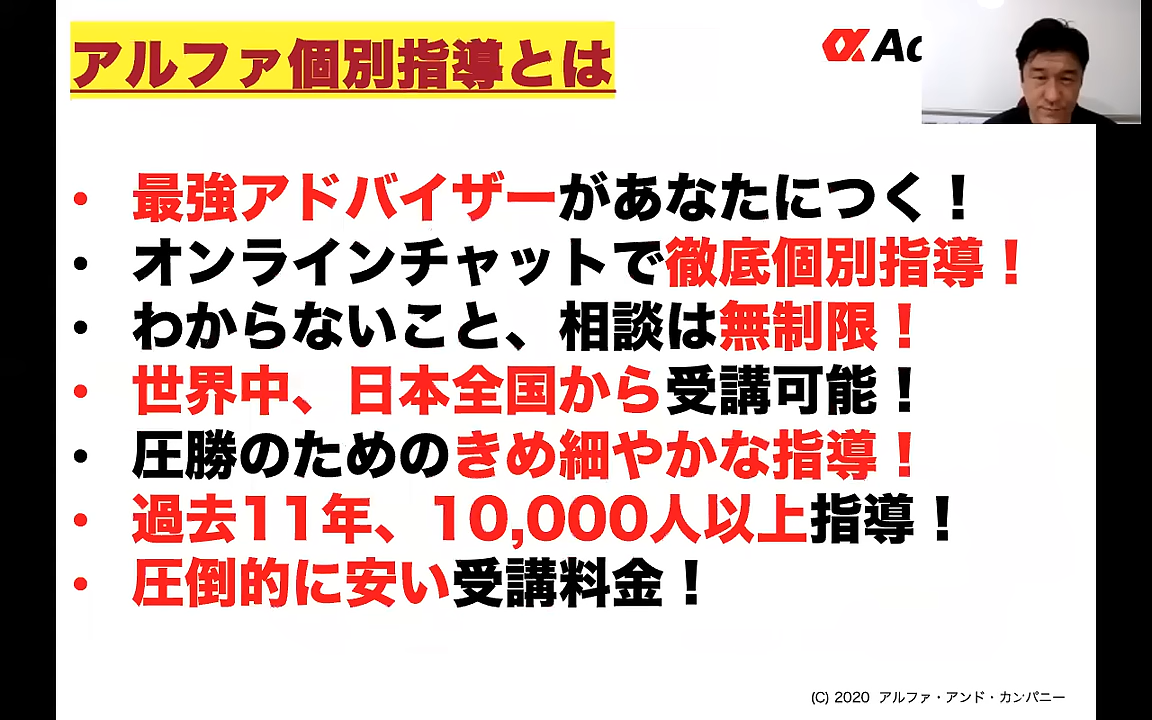 アルファ個別指導とは
α Ac
・ 最強アドバイザーがあなたにつく！
・ オンラインチャットで徹底個別指導！
・ わからないこと、相談は無制限！
・ 世界中、日本全国から受講可能！
・ 圧勝のためのきめ細やかな指導！
・ 過去11年、10,000人以上指導！
・ 圧倒的に安い受講料金！
(C) 2020 アルファ・アンド・カンパニー